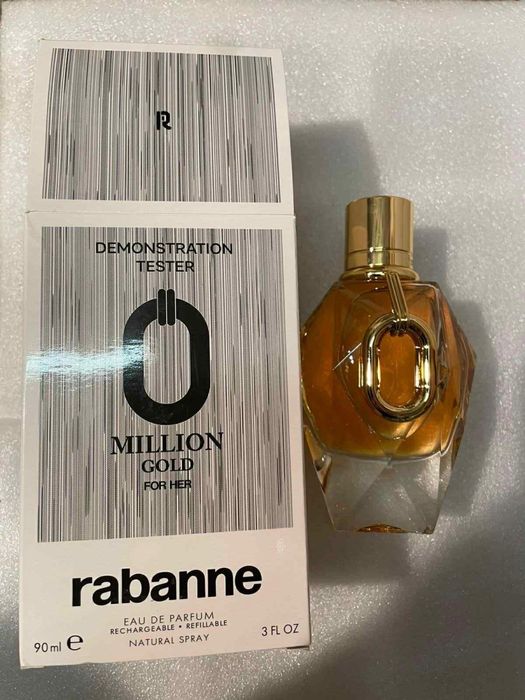 DEMONSTRATION
TESTER
MILLION
GOLD
FOR HER
rabanne
EAU DE PARFUM
RECHARGEABLE • REFILLABLE
90 ml e NATURAL SPRAY 3 FL OZ